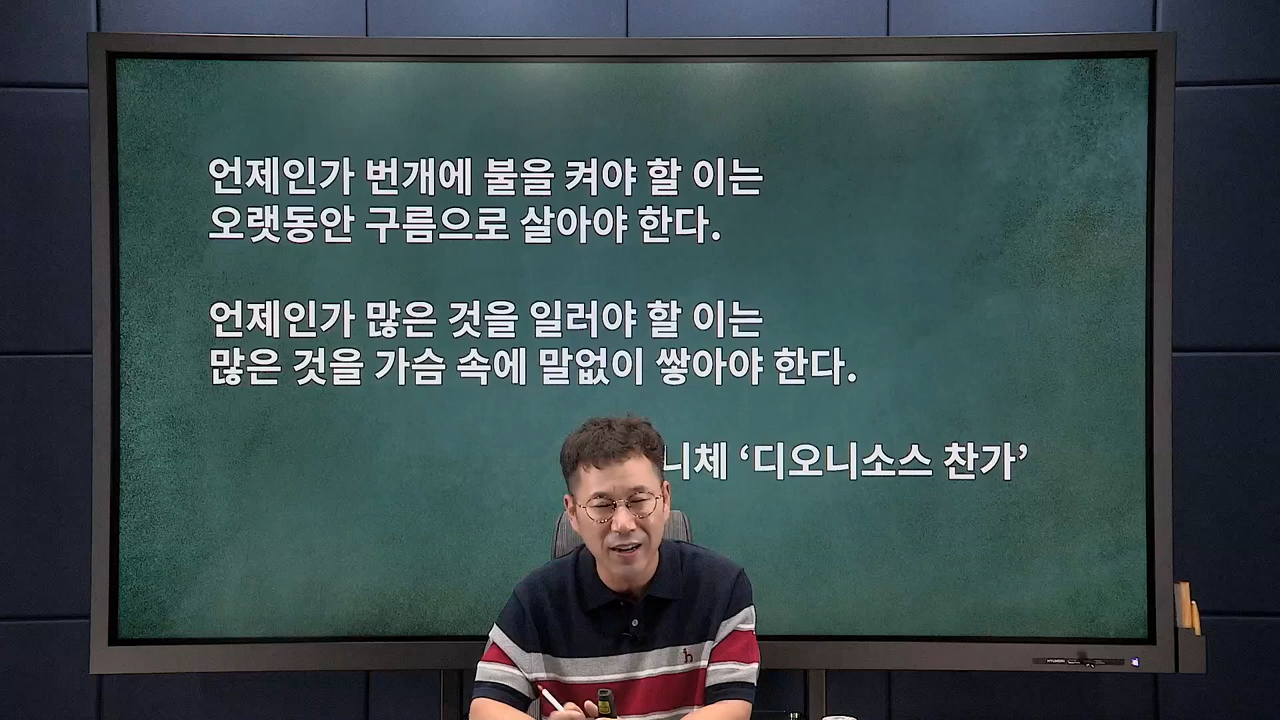 언제인가 번개에 불을 켜야 할 이는
오랫동안 구름으로 살아야 한다.
언제인가 많은 것을 일러야 할 이는
많은 것을 가슴 속에 말없이 쌓아야 한다.
니체 ‘디오니소스 찬가’
HYUNDAI
h